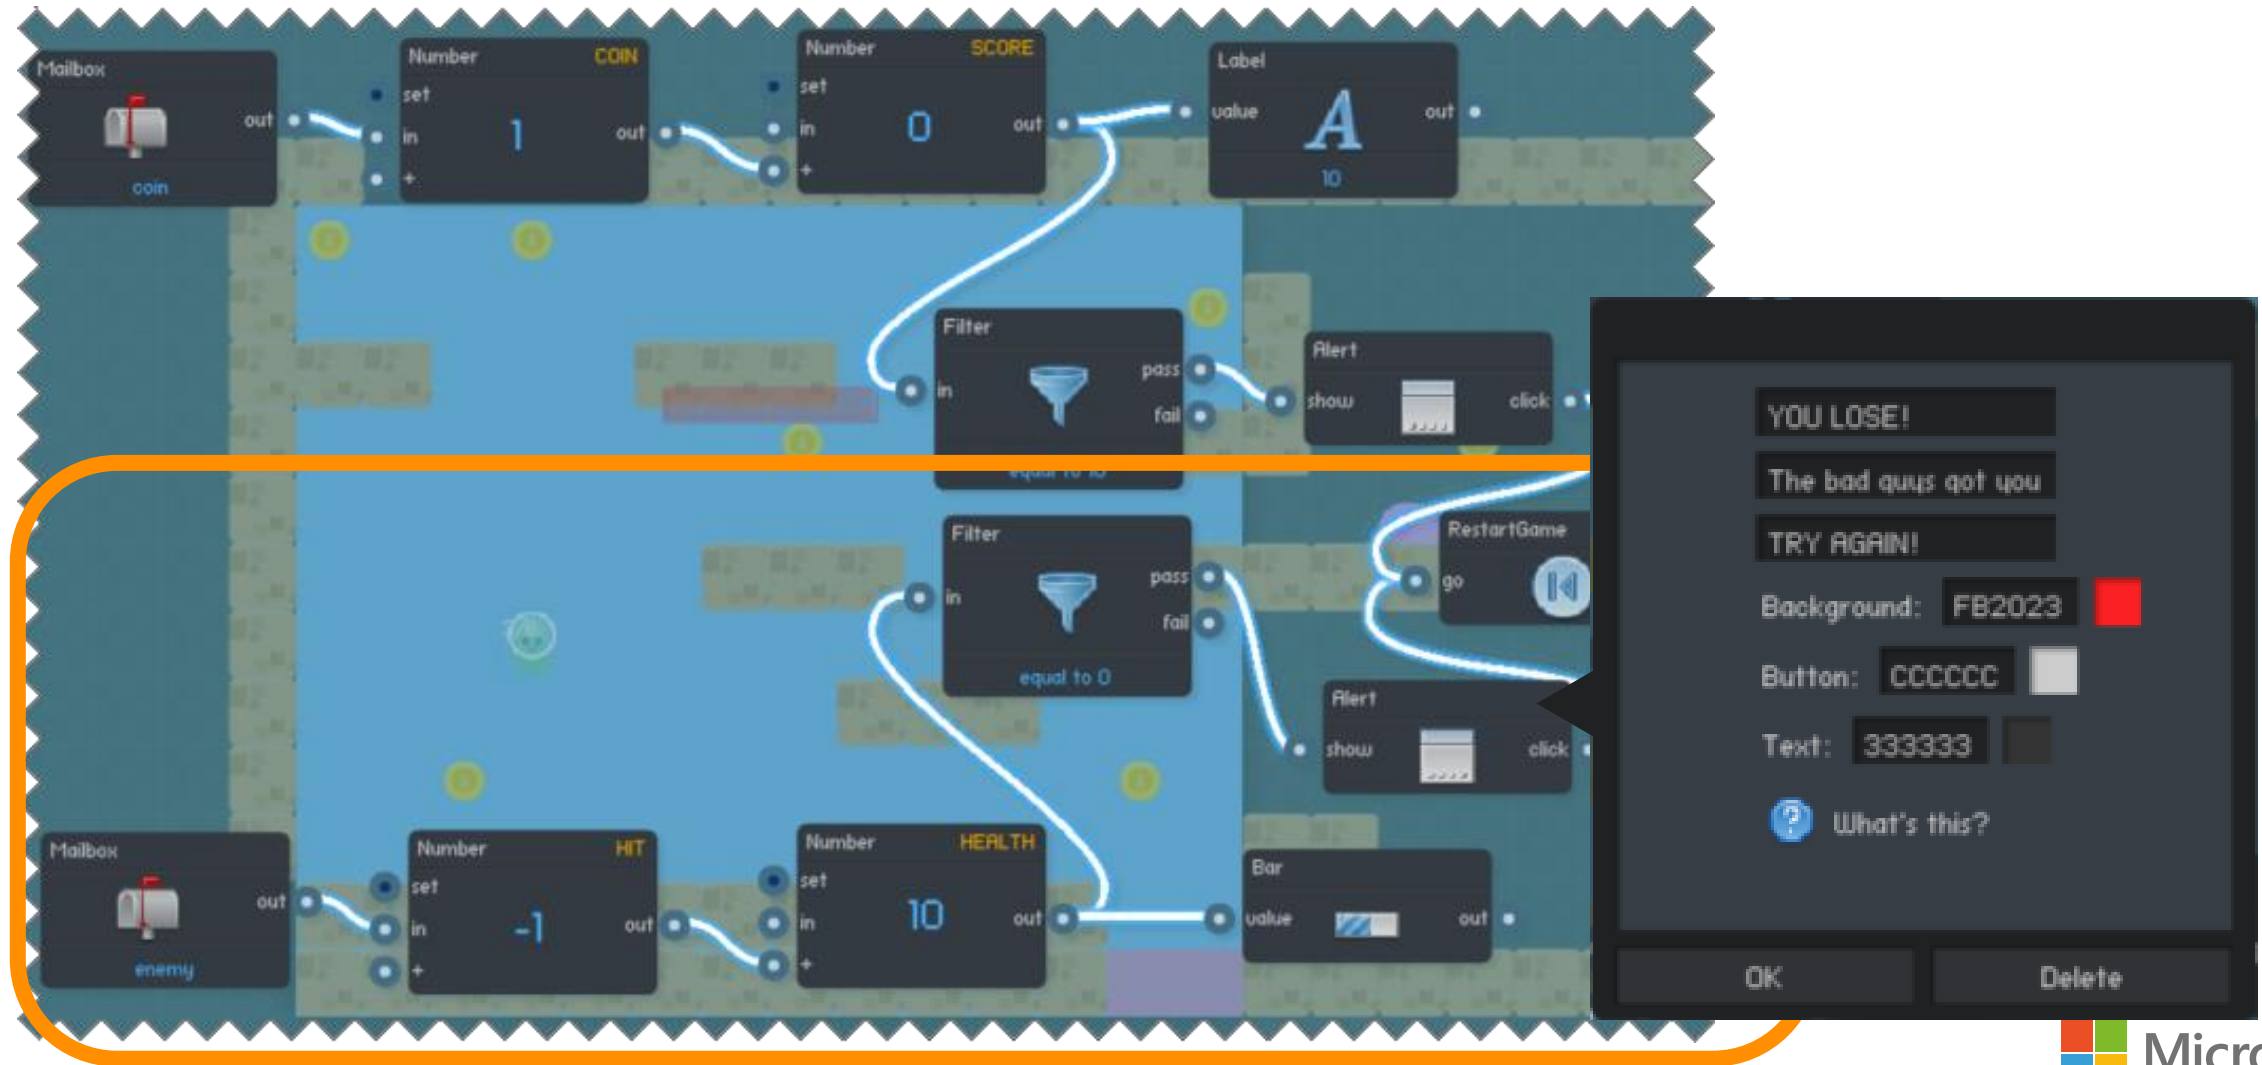 Mailbox
out
coin
Number COIN
set
in
+
1
out
Number SCORE
set
in
+
0
out
Label
value
A
out
10
Filter
in
pass
fail
equal to 10
Alert
show
click
Filter
in
pass
fail
equal to 0
RestartGame
go
Alert
show
click
Mailbox
out
enemy
Number HIT
set
in
+
-1
out
Number HEALTH
set
in
+
10
out
Bar
value
out
YOU LOSE!
The bad guys got you
TRY AGAIN!
Background: FB2023
Button: CCCCCC
Text: 333333
? What's this?
OK
Delete